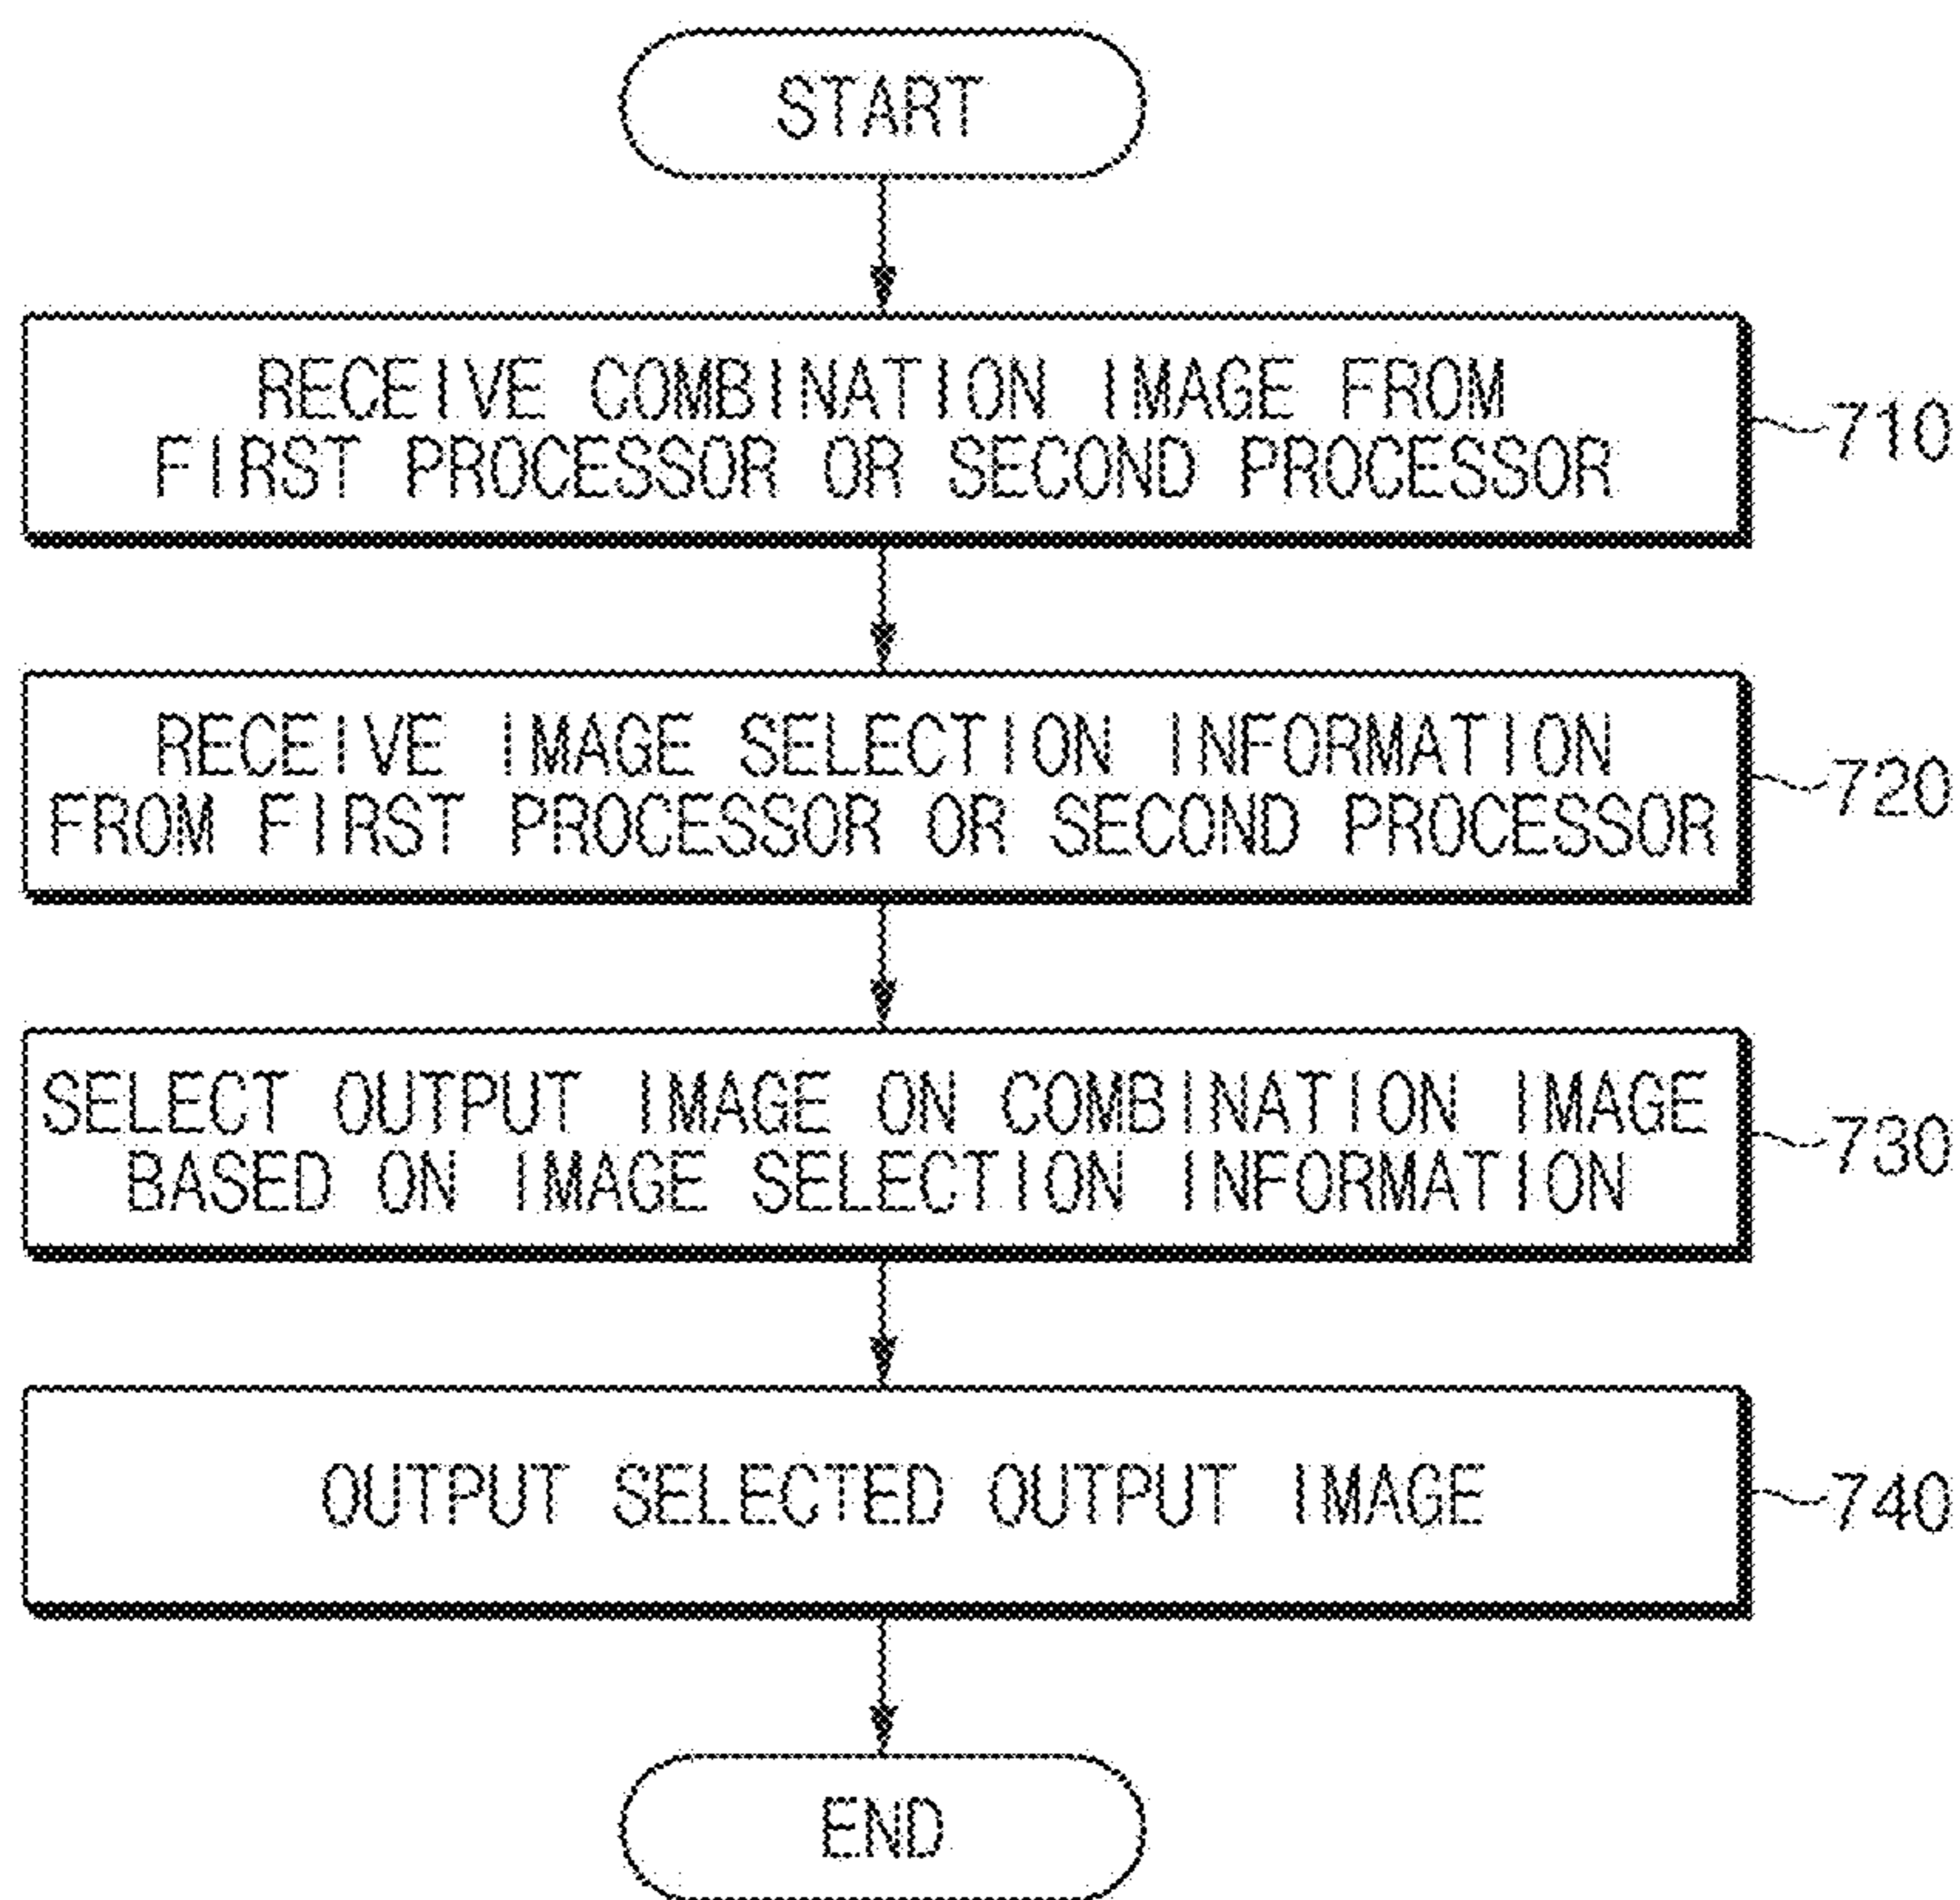 START
RECEIVE COMBINATION IMAGE FROM
FIRST PROCESSOR OR SECOND PROCESSOR
710
RECEIVE IMAGE SELECTION INFORMATION
FROM FIRST PROCESSOR OR SECOND PROCESSOR
720
SELECT OUTPUT IMAGE ON COMBINATION IMAGE
BASED ON IMAGE SELECTION INFORMATION
730
OUTPUT SELECTED OUTPUT IMAGE
740
END